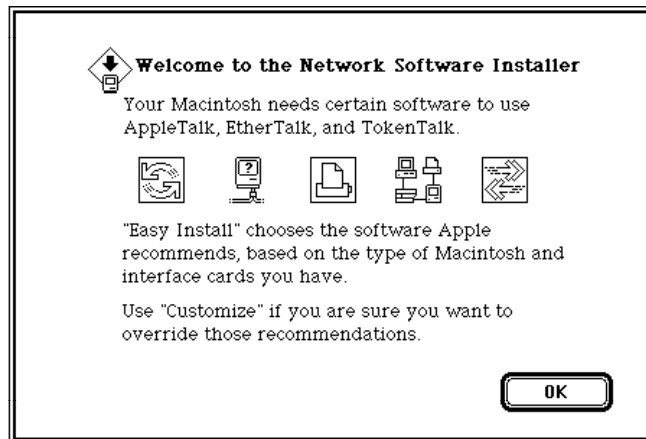 Welcome to the Network Software Installer
Your Macintosh needs certain software to use
AppleTalk, EtherTalk, and TokenTalk.
?
"Easy Install" chooses the software Apple
recommends, based on the type of Macintosh and
interface cards you have.
Use "Customize" if you are sure you want to
override those recommendations.
OK